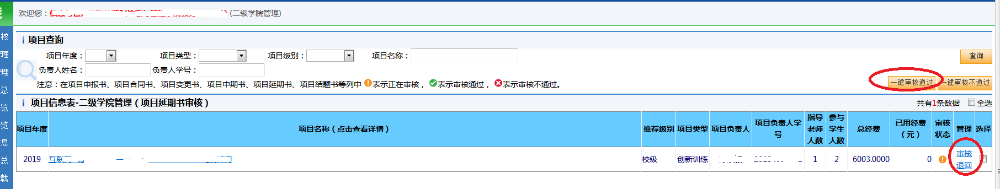 欢迎您： (二级学院管理)
核
管理
管理
总
览
览
信息
总
下载
项目查询
项目年度： 项目类型： 项目级别： 项目名称： 查询
负责人姓名： 负责人学号：
注意：在项目申报书、项目合同书、项目变更书、项目中期书、项目延期书、项目结题书等列中 表示正在审核， 表示审核通过， 表示审核不通过。 一键审核通过 一键审核不通过
项目信息表-二级学院管理（项目延期书审核） 共有1条数据 全选
项目年度 项目名称（点击查看详情） 推荐级别 项目类型 项目负责人 项目负责人学号 指导老师人数 参与学生人数 总经费 已用经费（元） 审核状态 管理 选择
2019 互联 校级 创新训练 1 2 6003.0000 0 审核
退回